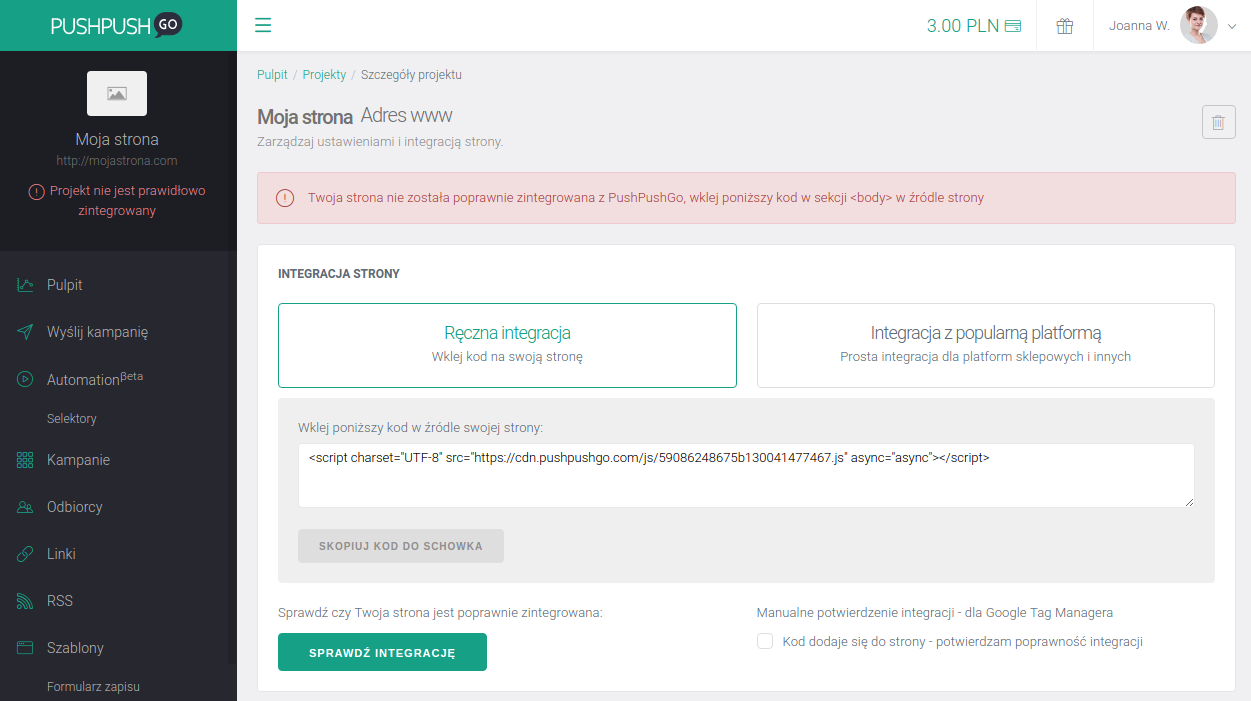 PUSHPUSH GO
3.00 PLN
Joanna W.
Moja strona
http://mojastrona.com
Projekt nie jest prawidłowo
zintegrowany
Pulpit
Wyślij kampanię
Automationβeta
Selektory
Kampanie
Odbiorcy
Linki
RSS
Szablony
Formularz zapisu
Pulpit / Projekty / Szczegóły projektu
Moja strona Adres www
Zarządzaj ustawieniami i integracją strony.
Twoja strona nie została poprawnie zintegrowana z PushPushGo, wklej poniższy kod w sekcji <body> w źródle strony
INTEGRACJA STRONY
Ręczna integracja
Wklej kod na swoją stronę
Integracja z popularną platformą
Prosta integracja dla platform sklepowych i innych
Wklej poniższy kod w źródle swojej strony:
<script charset="UTF-8" src="https://cdn.pushpushgo.com/js/59086248675b130041477467.js" async="async"></script>
SKOPIUJ KOD DO SCHOWKA
Sprawdź czy Twoja strona jest poprawnie zintegrowana:
SPRAWDŹ INTEGRACJĘ
Manualne potwierdzenie integracji - dla Google Tag Managera
Kod dodaje się do strony - potwierdzam poprawność integracji